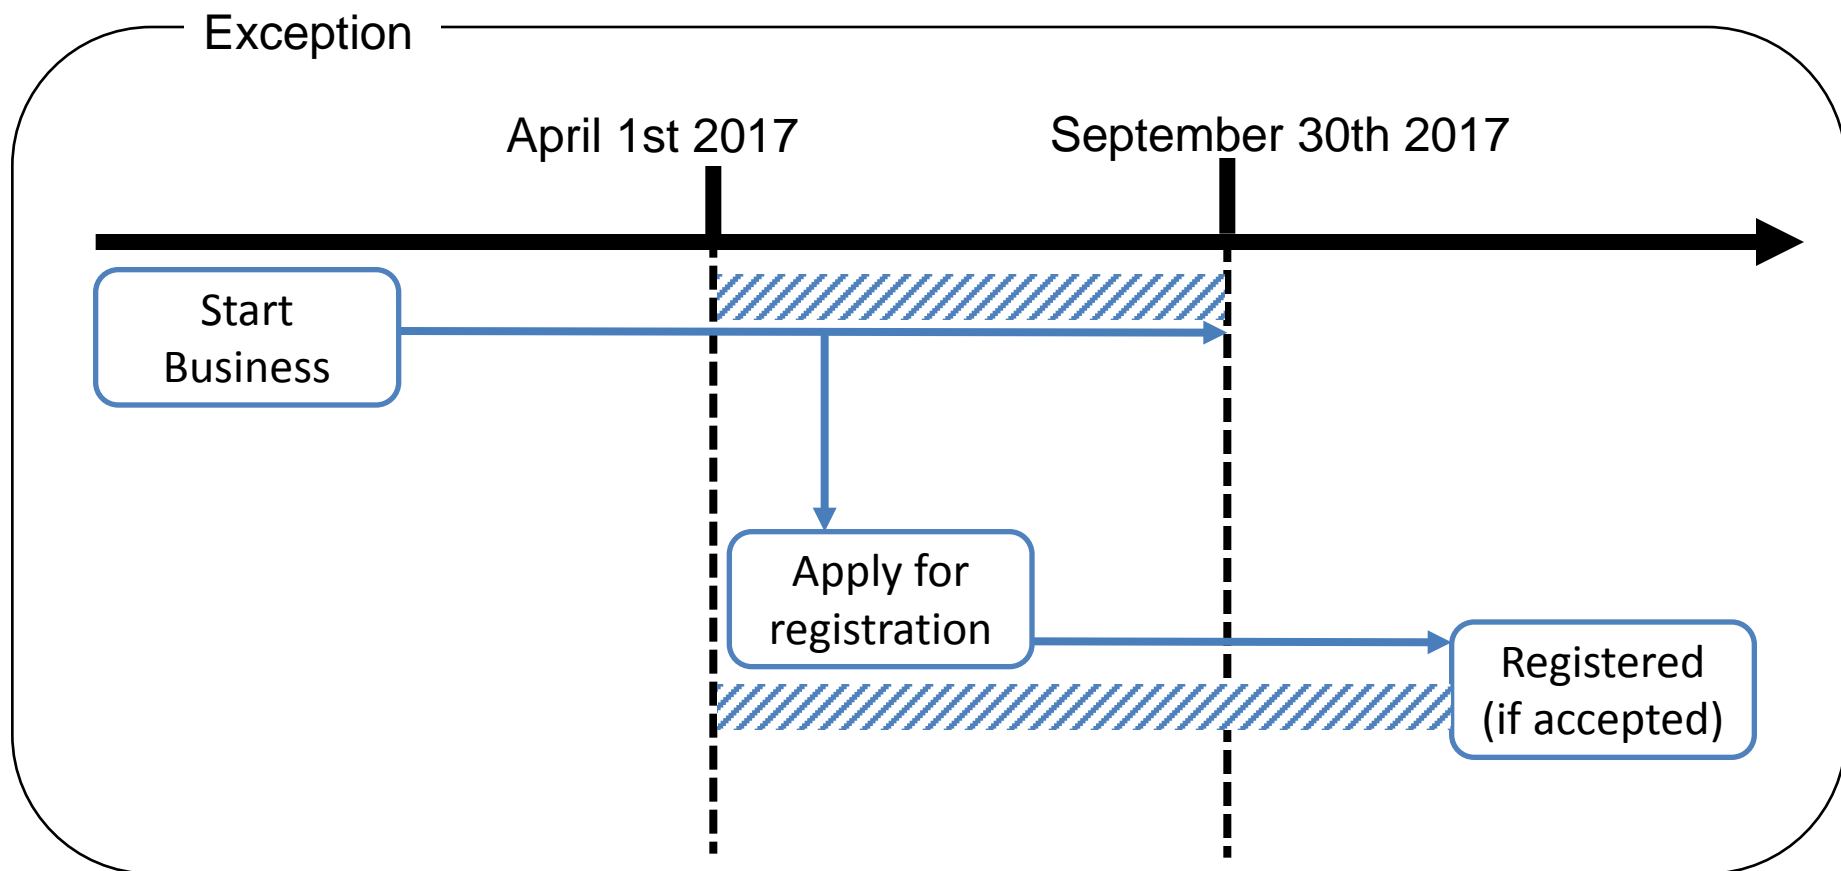 Exception
April 1st 2017
September 30th 2017
Start
Business
Apply for
registration
Registered
(if accepted)